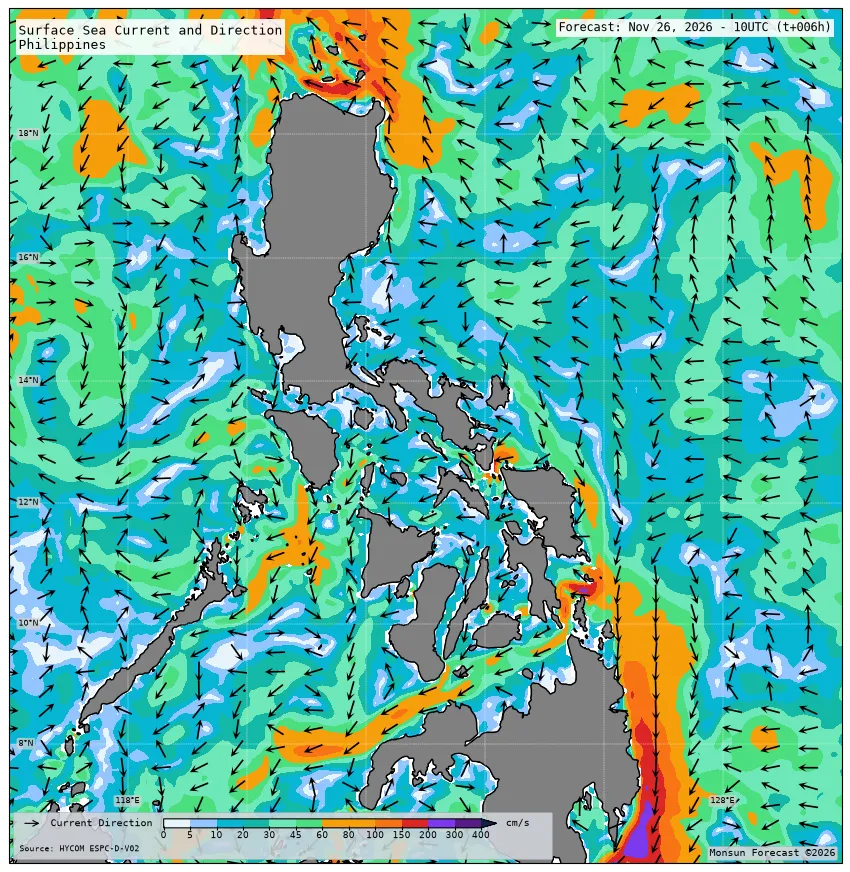 Surface Sea Current and Direction
Philippines
Forecast: Nov 26, 2026 - 10UTC (t+006h)
18°N
16°N
14°N
12°N
10°N
8°N
118°E
128°E
Current Direction
0 5 10 20 30 45 60 80 100 150 200 300 400 cm/s
Source: HYCOM ESPC-D-V02
Monsun Forecast ©2026